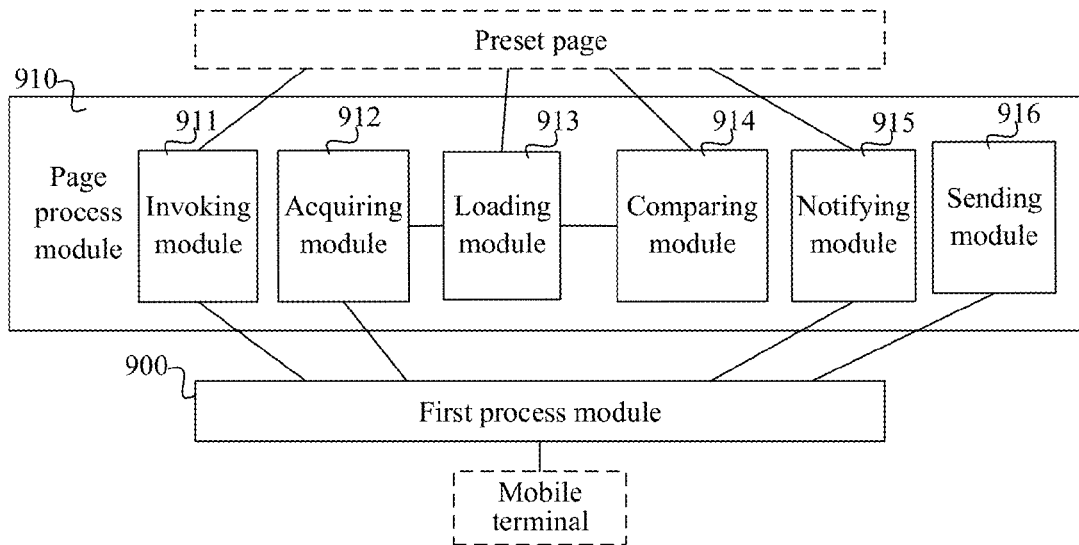 Preset page
910
911
912
913
914
915
916
Page
process
module
Invoking
module
Acquiring
module
Loading
module
Comparing
module
Notifying
module
Sending
module
900
First process module
Mobile
terminal